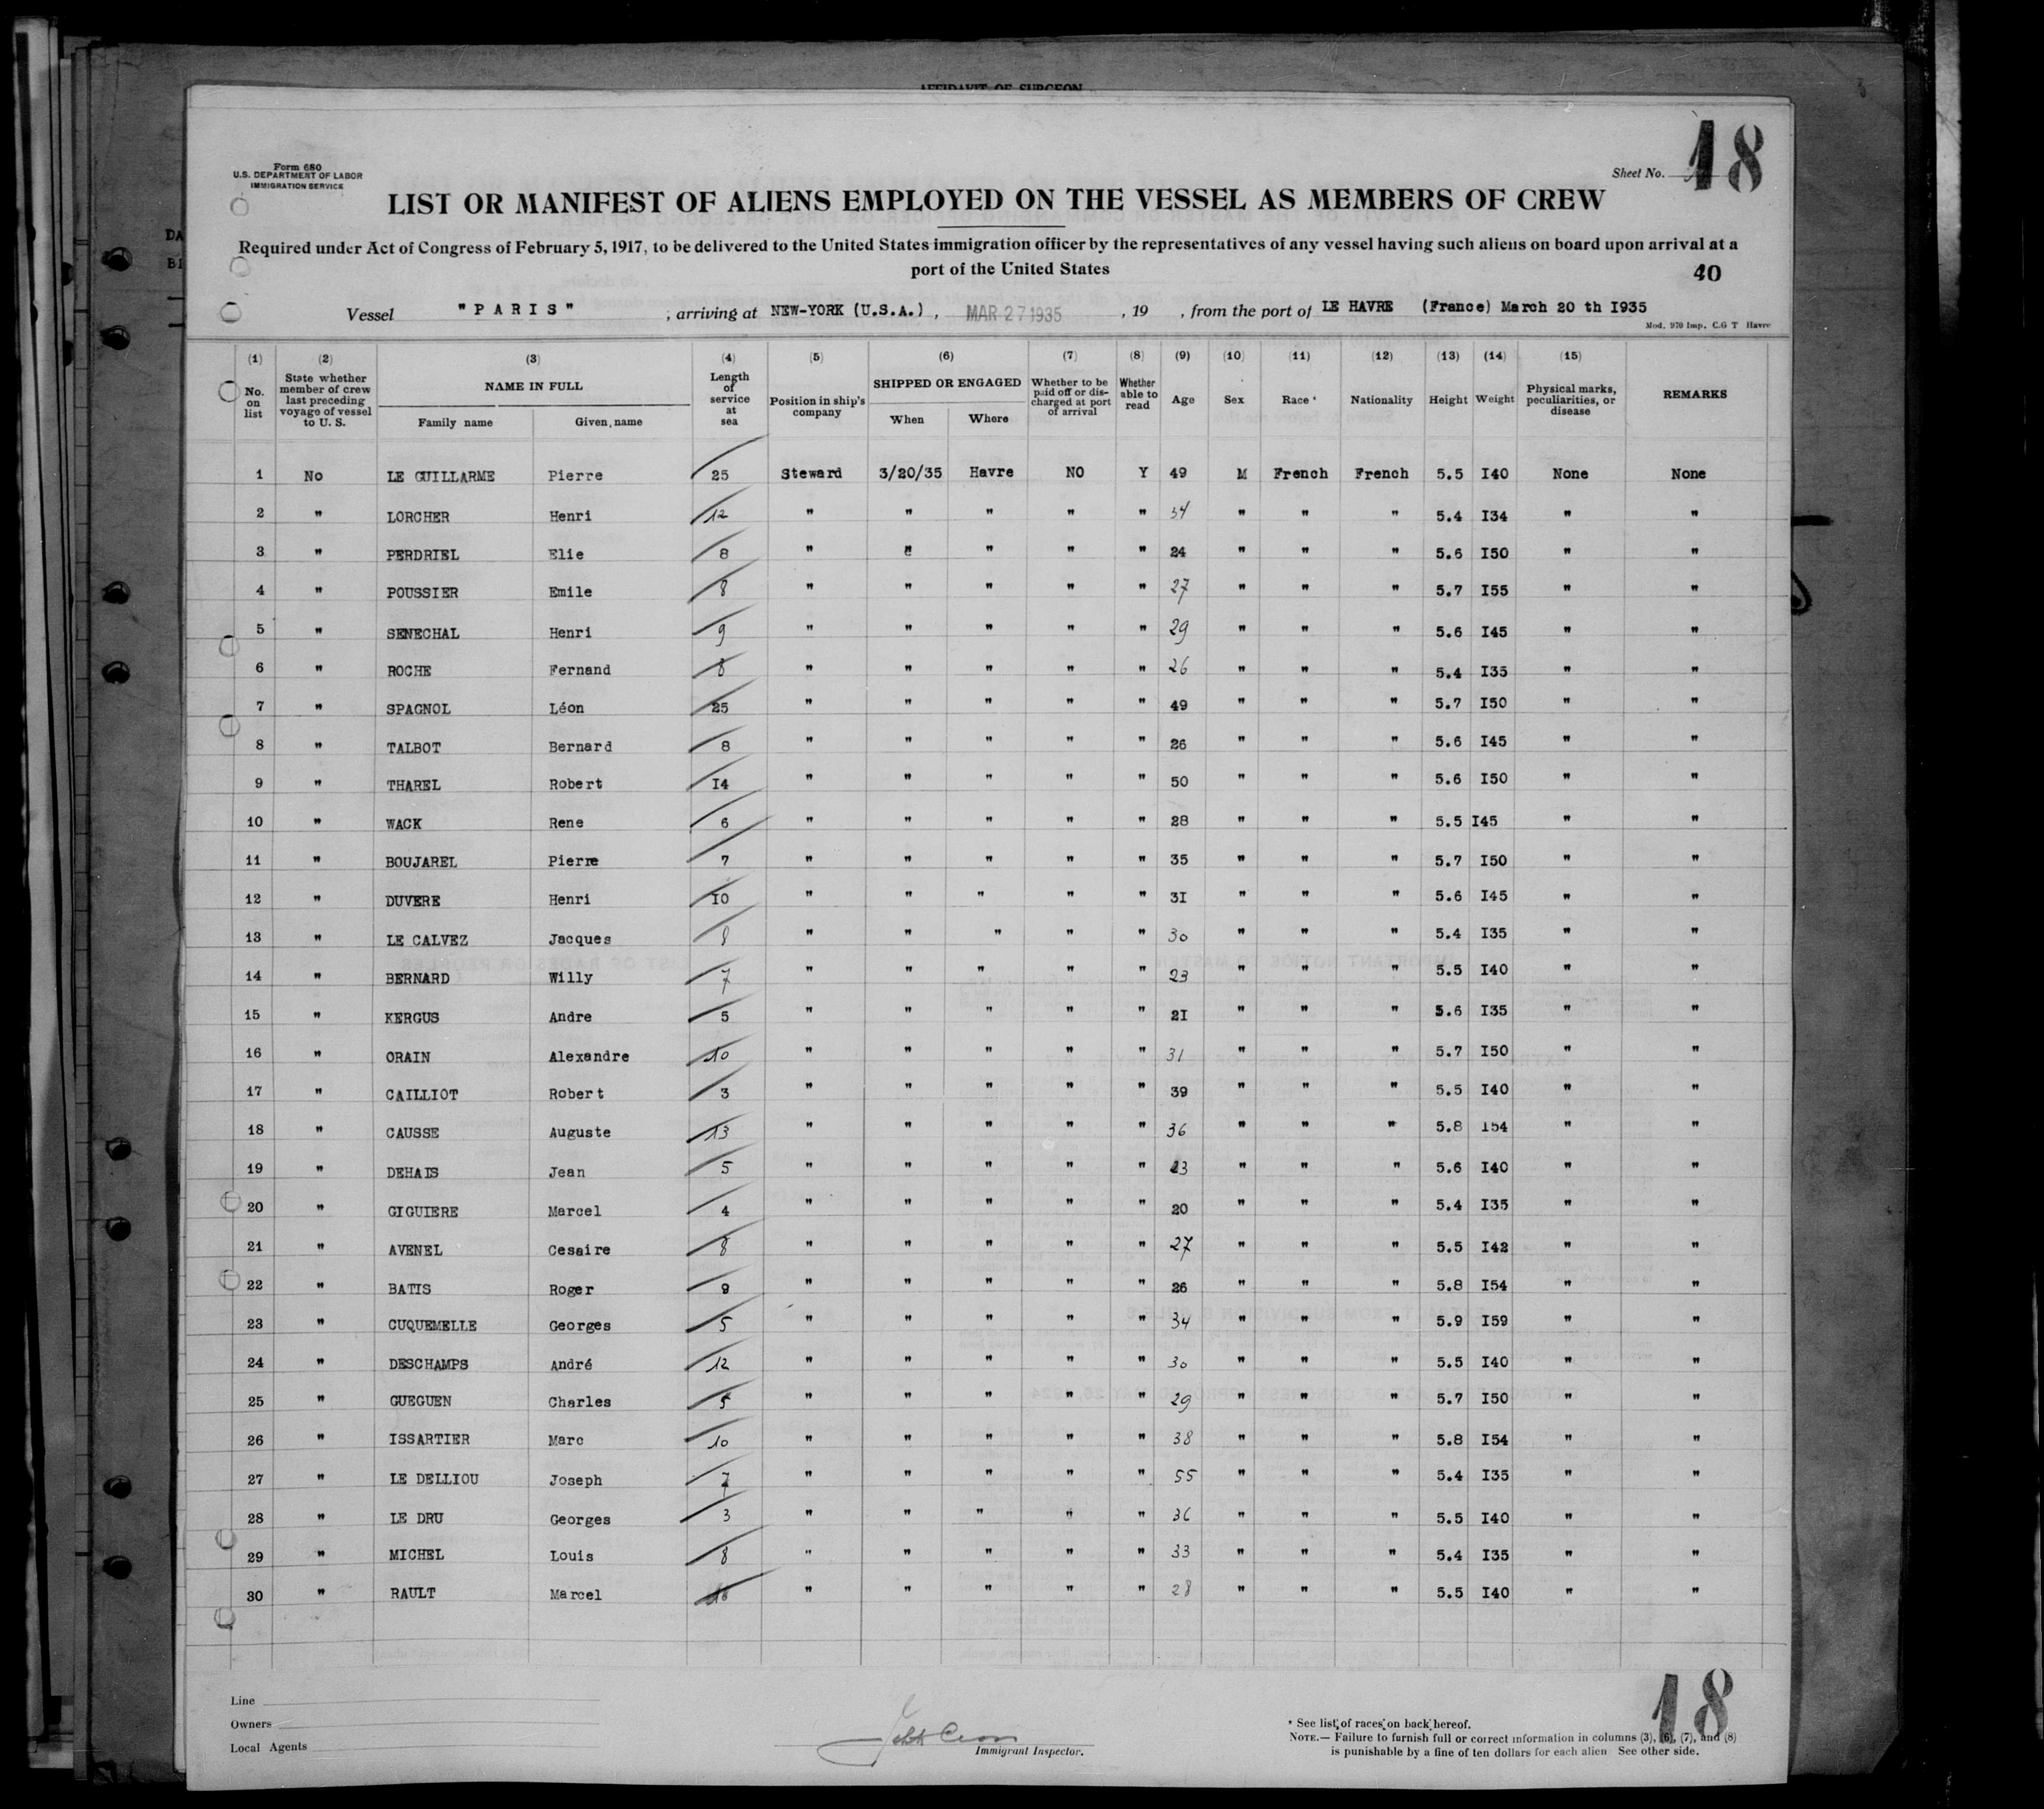 AFFIDAVIT OF SURGEON
Form 680
U.S. DEPARTMENT OF LABOR
IMMIGRATION SERVICE
Sheet No. 18
LIST OR MANIFEST OF ALIENS EMPLOYED ON THE VESSEL AS MEMBERS OF CREW
Required under Act of Congress of February 5, 1917, to be delivered to the United States immigration officer by the representatives of any vessel having such aliens on board upon arrival at a
port of the United States
40
Vessel "PARIS" , arriving at NEW-YORK (U.S.A.) , MAR 27 1935 , 19 , from the port of LE HAVRE (France) March 20 th I935
Mod. 970 Imp. C.G T Havre
(1) (2) (3) (4) (5) (6) (7) (8) (9) (10) (11) (12) (13) (14) (15)
No. on list State whether member of crew last preceding voyage of vessel to U. S. NAME IN FULL Family name Given name Length of service at sea Position in ship's company SHIPPED OR ENGAGED When Where Whether to be paid off or discharged at port of arrival Whether able to read Age Sex Race * Nationality Height Weight Physical marks, peculiarities, or disease REMARKS
1 No LE GUILLARME Pierre 25 Steward 3/20/35 Havre NO Y 49 M French French 5.5 I40 None None
2 " LORCHER Henri 12 " " " " " 34 " " " 5.4 I34 " "
3 " PERDRIEL Elie 8 " " " " " 24 " " " 5.6 I50 " "
4 " POUSSIER Emile 8 " " " " " 27 " " " 5.7 I55 " "
5 " SENECHAL Henri 9 " " " " " 29 " " " 5.6 I45 " "
6 " ROCHE Fernand 8 " " " " " 26 " " " 5.4 I35 " "
7 " SPAGNOL Léon 25 " " " " " 49 " " " 5.7 I50 " "
8 " TALBOT Bernard 8 " " " " " 26 " " " 5.6 I45 " "
9 " THAREL Robert I4 " " " " " 50 " " " 5.6 I50 " "
10 " WACK Rene 6 " " " " " 28 " " " 5.5 I45 " "
11 " BOUJAREL Pierre 7 " " " " " 35 " " " 5.7 I50 " "
12 " DUVERE Henri I0 " " " " " 3I " " " 5.6 I45 " "
13 " LE CALVEZ Jacques 8 " " " " " 30 " " " 5.4 I35 " "
14 " BERNARD Willy 7 " " " " " 23 " " " 5.5 I40 " "
15 " KERGUS Andre 5 " " " " " 2I " " " 5.6 I35 " "
16 " ORAIN Alexandre 10 " " " " " 31 " " " 5.7 I50 " "
17 " CAILLIOT Robert 3 " " " " " 39 " " " 5.5 I40 " "
18 " CAUSSE Auguste 13 " " " " " 36 " " " 5.8 I54 " "
19 " DEHAIS Jean 5 " " " " " 23 " " " 5.6 I40 " "
20 " GIGUIERE Marcel 4 " " " " " 20 " " " 5.4 I35 " "
21 " AVENEL Cesaire 8 " " " " " 27 " " " 5.5 I42 " "
22 " BATIS Roger 9 " " " " " 26 " " " 5.8 I54 " "
23 " CUQUEMELLE Georges 5 " " " " " 34 " " " 5.9 I59 " "
24 " DESCHAMPS André 12 " " " " " 30 " " " 5.5 I40 " "
25 " GUEGUEN Charles 5 " " " " " 29 " " " 5.7 I50 " "
26 " ISSARTIER Marc 10 " " " " " 38 " " " 5.8 I54 " "
27 " LE DELLIOU Joseph 7 " " " " " 55 " " " 5.4 I35 " "
28 " LE DRU Georges 3 " " " " " 36 " " " 5.5 I40 " "
29 " MICHEL Louis 8 " " " " " 33 " " " 5.4 I35 " "
30 " RAULT Marcel " " " " " 28 " " " 5.5 I40 " "
Line
Owners
Local Agents
Immigrant Inspector.
18
* See list of races on back hereof.
NOTE.— Failure to furnish full or correct information in columns (3), (6), (7), and (8)
is punishable by a fine of ten dollars for each alien See other side.